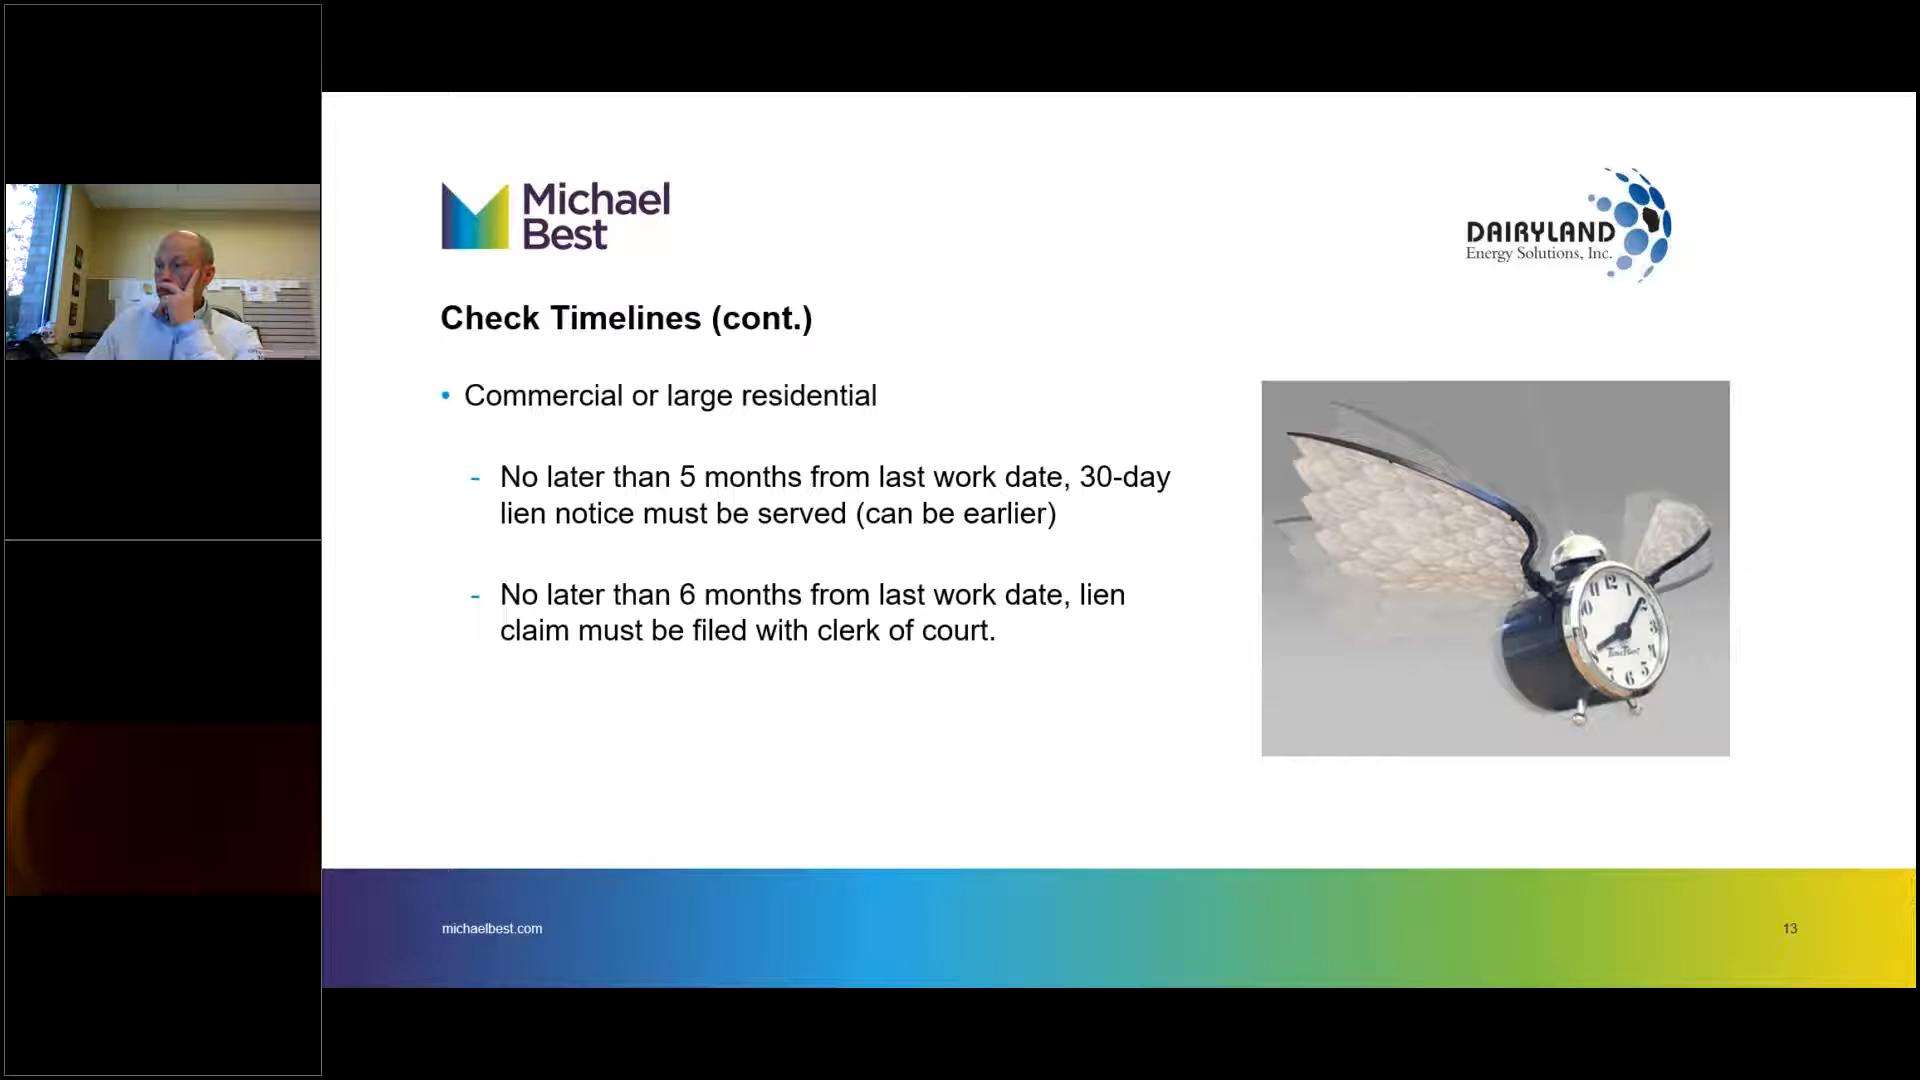 Michael
Best
DAIRYLAND
Energy Solutions, Inc.
Check Timelines (cont.)
• Commercial or large residential
- No later than 5 months from last work date, 30-day
lien notice must be served (can be earlier)
- No later than 6 months from last work date, lien
claim must be filed with clerk of court.
michaelbest.com
13